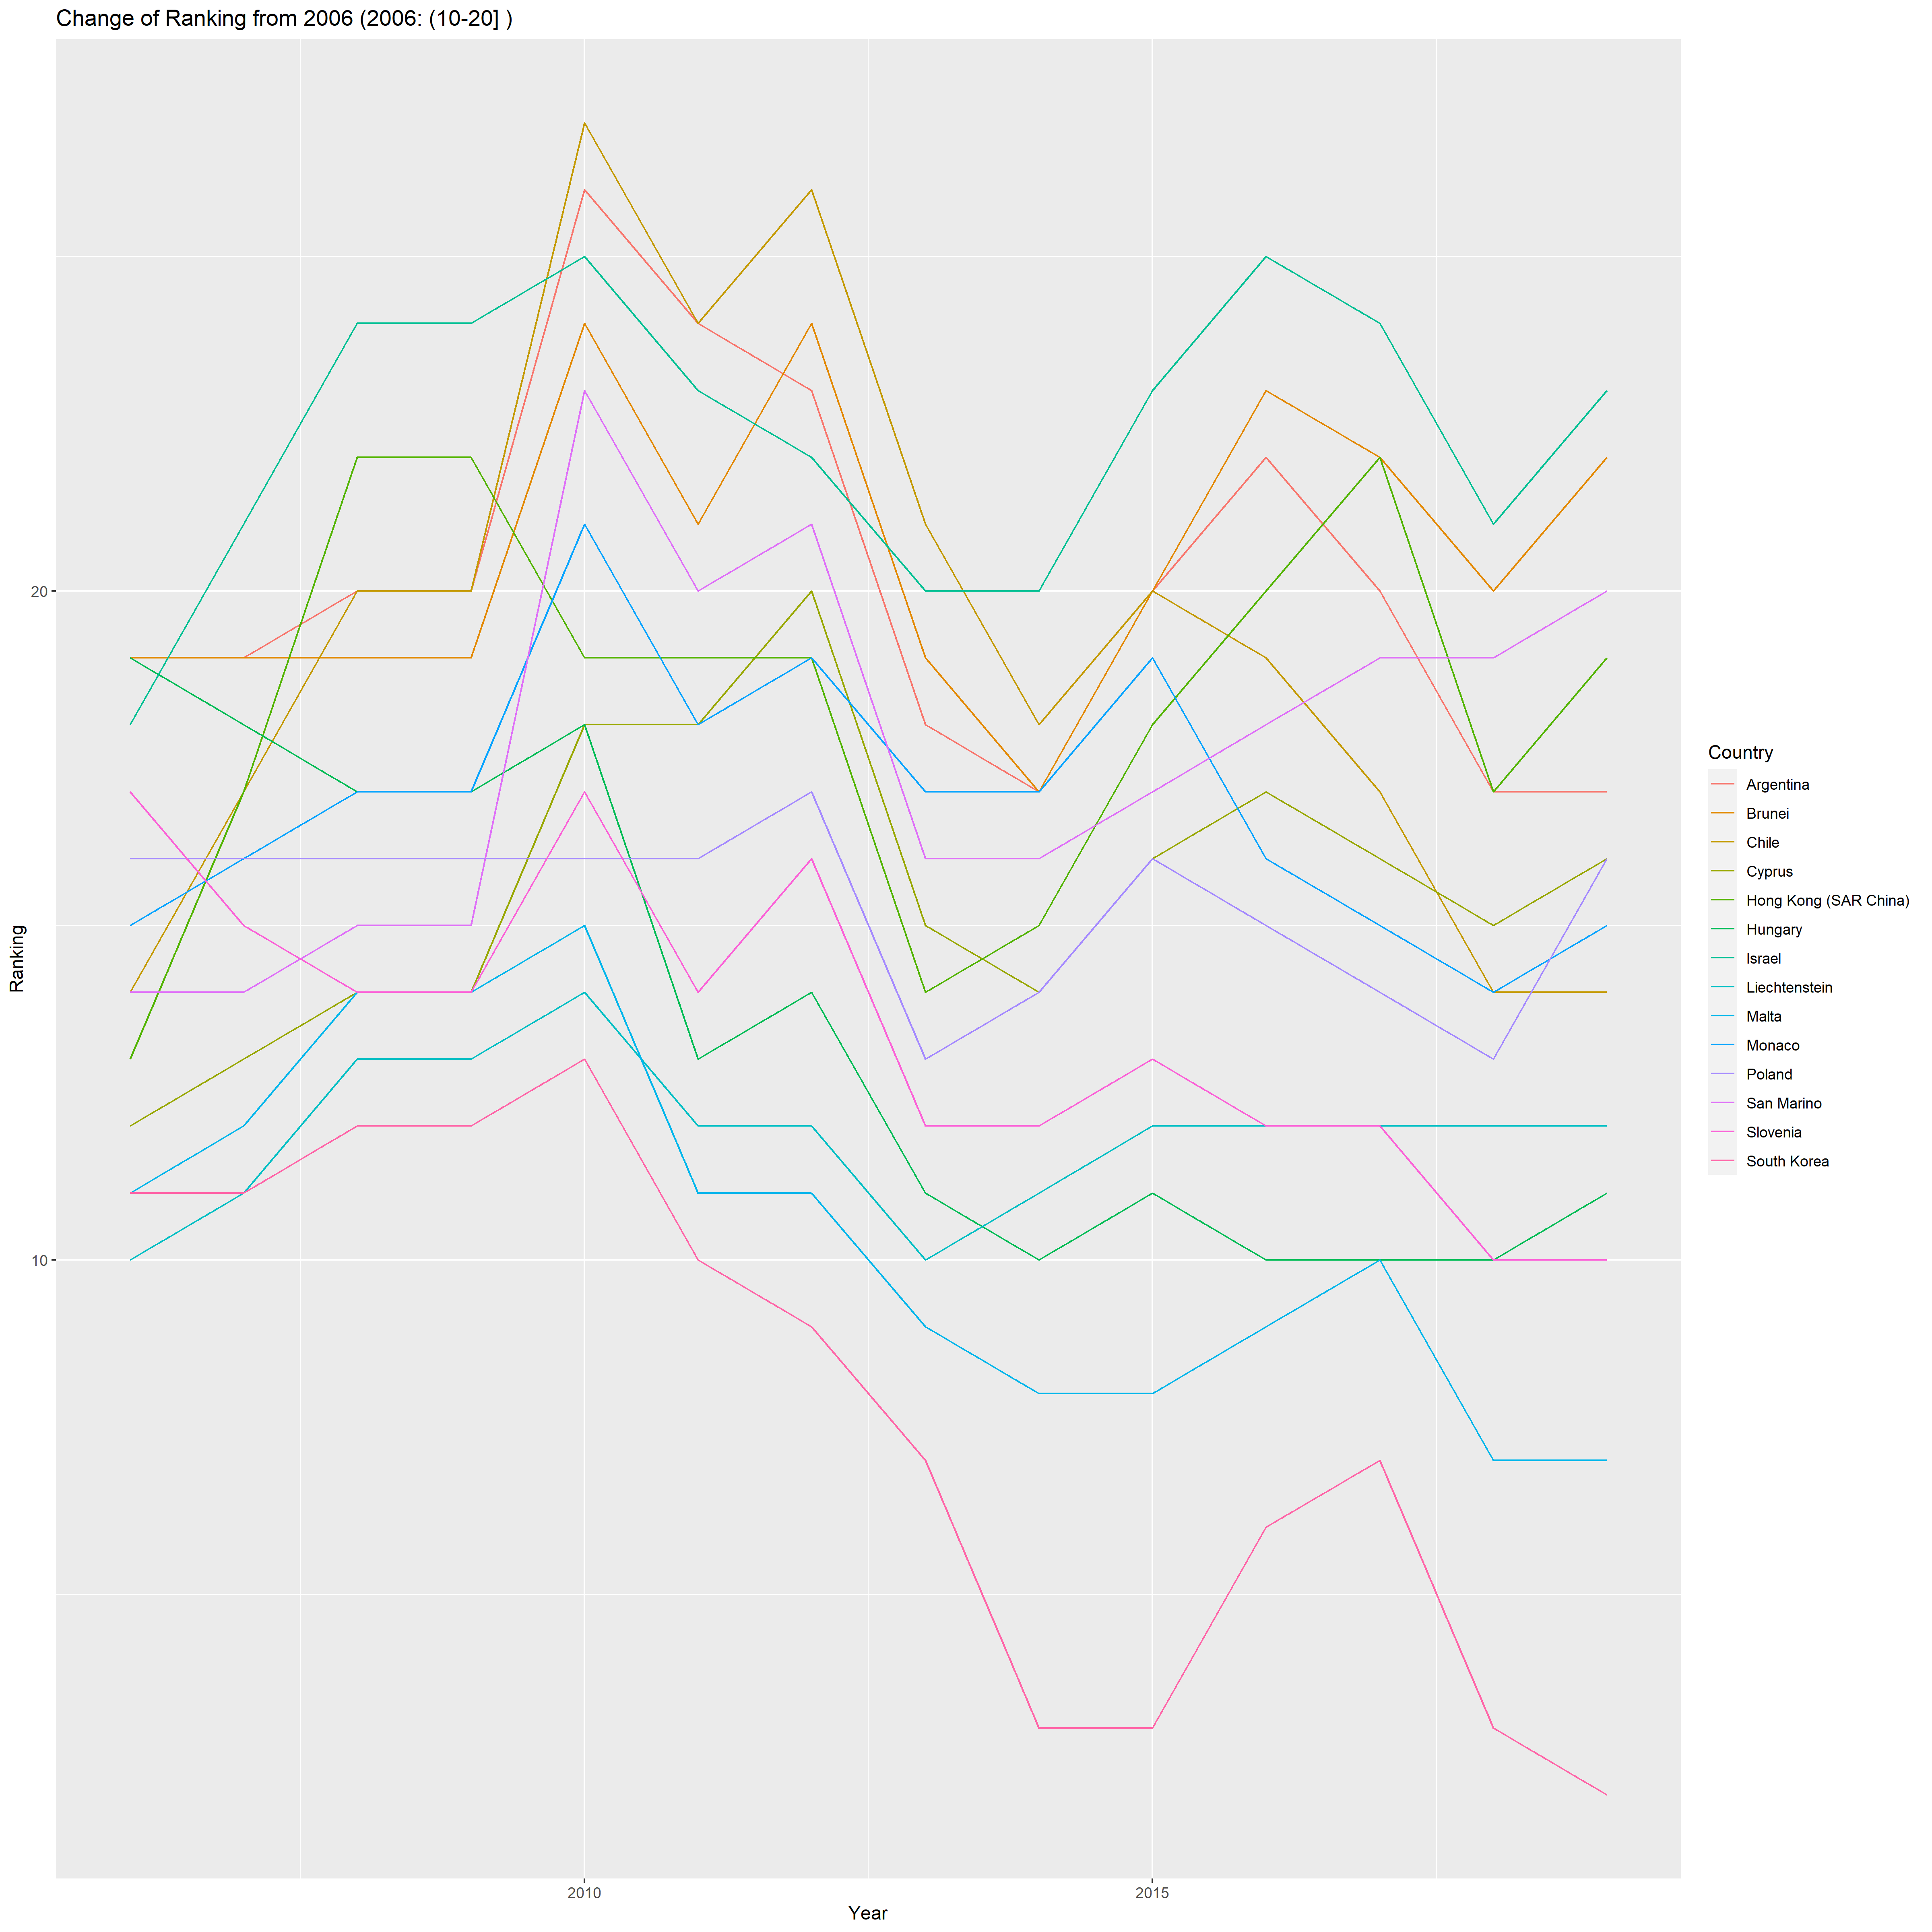 Change of Ranking from 2006 (2006: (10-20] )
20
10
Ranking
2010
2015
Year
Country
Argentina
Brunei
Chile
Cyprus
Hong Kong (SAR China)
Hungary
Israel
Liechtenstein
Malta
Monaco
Poland
San Marino
Slovenia
South Korea